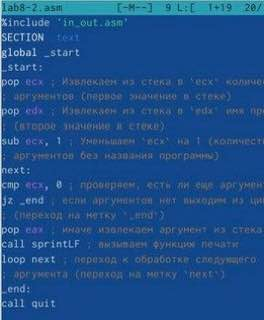 lab8-2.asm [-M--] 9 L:[ 1+19 20/
%include 'in_out.asm'
SECTION .text
global _start
_start:
pop ecx ; Извлекаем из стека в 'ecx' количес
; аргументов (первое значение в стеке)
pop edx ; Извлекаем из стека в 'edx' имя про
; (второе значение в стеке)
sub ecx, 1 ; Уменьшаем 'ecx' на 1 (количеств
; аргументов без названия программы)
next:
cmp ecx, 0 ; проверяем, есть ли еще аргумент
jz _end ; если аргументов нет выходим из цик
; (переход на метку '_end')
pop eax ; иначе извлекаем аргумент из стека
call sprintLF ; вызываем функцию печати
loop next ; переход к обработке следующего
; аргумента (переход на метку 'next')
_end:
call quit